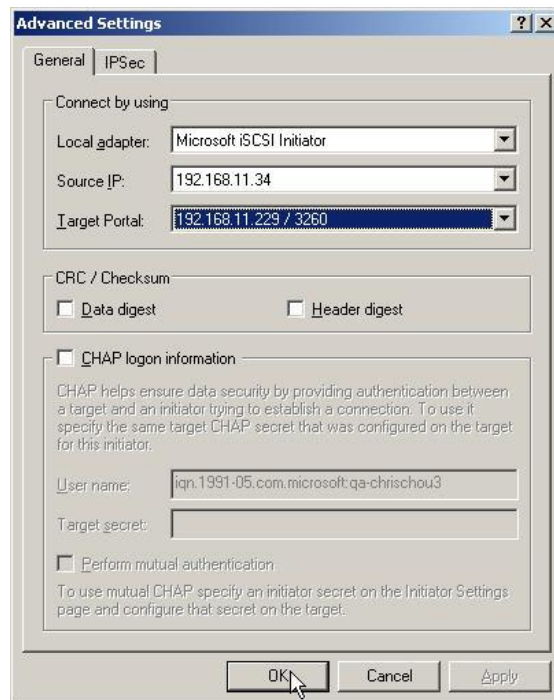 Advanced Settings
General IPSec
Connect by using
Local adapter: Microsoft iSCSI Initiator
Source IP: 192.168.11.34
Target Portal: 192.168.11.229 / 3260
CRC / Checksum
Data digest Header digest
CHAP logon information
CHAP helps ensure data security by providing authentication between
a target and an initiator trying to establish a connection. To use it
specify the same target CHAP secret that was configured on the target
for this initiator.
User name: iqn.1991-05.com.microsoft:qa-chrischou3
Target secret:
Perform mutual authentication
To use mutual CHAP specify an initiator secret on the Initiator Settings
page and configure that secret on the target.
OK Cancel Apply